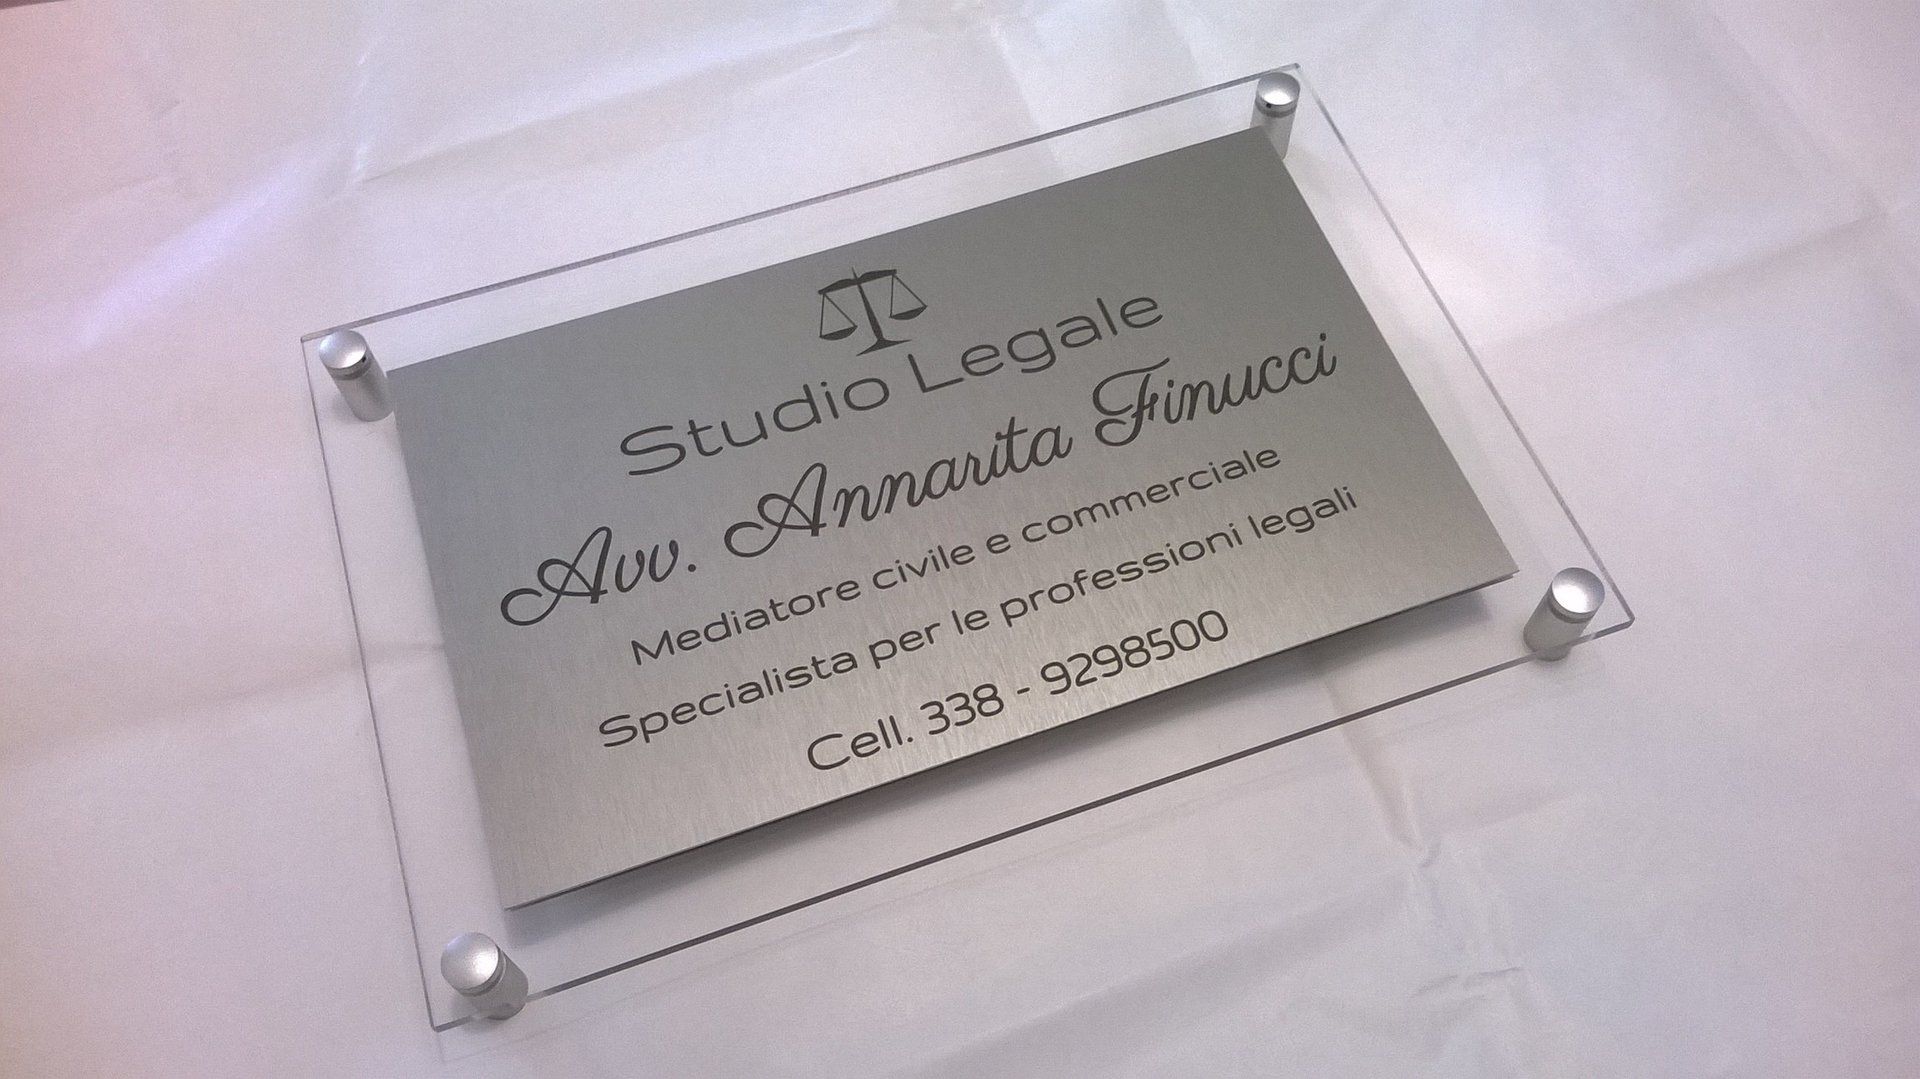 Studio Legale
Avv. Annarita Finucci
Mediatore civile e commerciale
Specialista per le professioni legali
Cell. 338 - 9298500